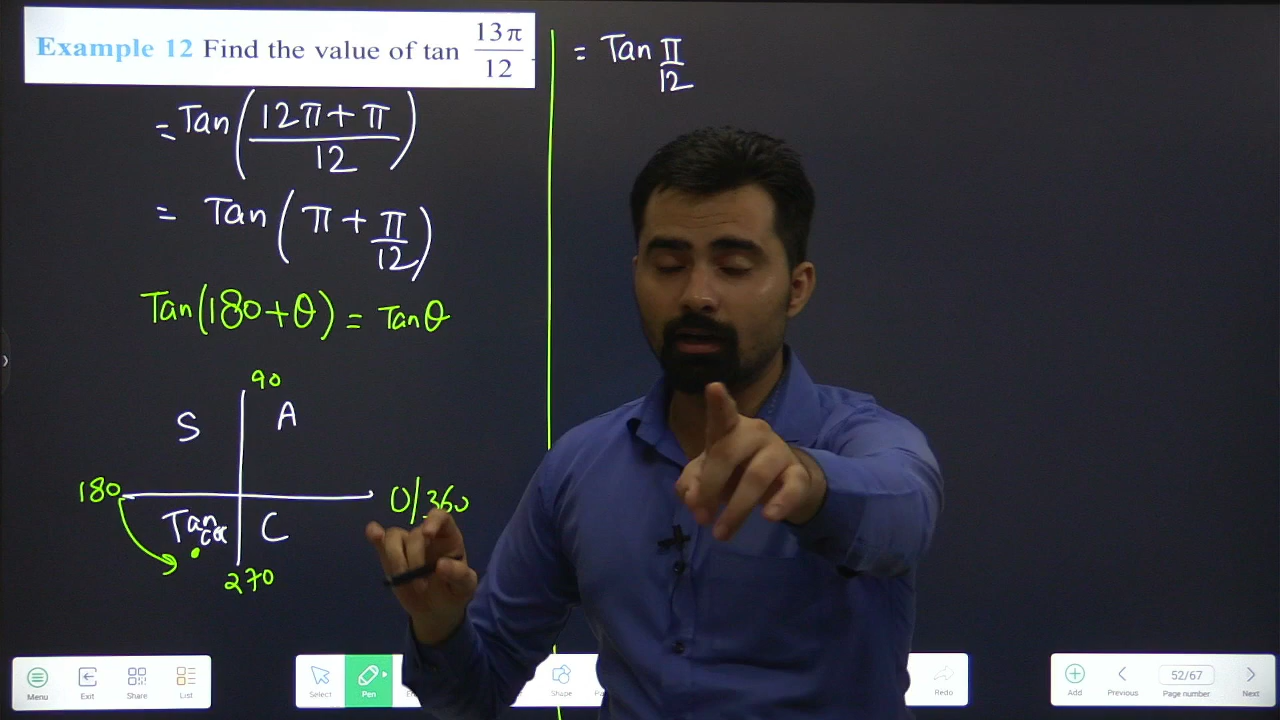 Example 12 Find the value of tan 13π/12.
= Tan(12π + π/12)
= Tan(π + π/12)
Tan(180+θ) = Tanθ
90
S A
180 0/360
Tan C
270
= Tan π/12
Menu Exit Share List
Select Pen Shape Redo
Add Previous 52/67 Page number Next